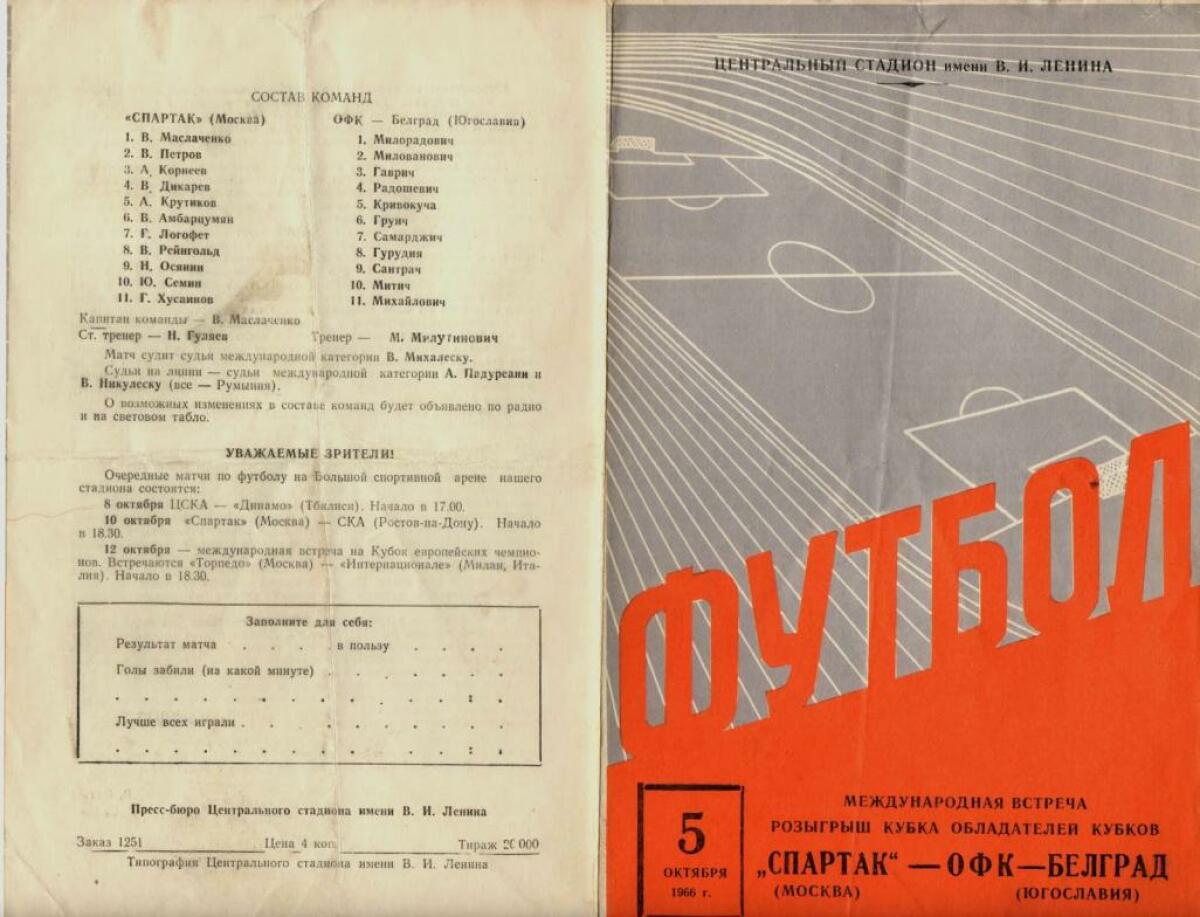 СОСТАВ КОМАНД
«СПАРТАК» (Москва)
1. В. Маслаченко
2. В. Петров
3. А. Корнеев
4. В. Дикарев
5. А. Крутиков
6. В. Амбарцумян
7. Г. Логофет
8. В. Рейнгольд
9. Н. Осянин
10. Ю. Семин
11. Г. Хусаинов
ОФК — Белград (Югославия)
1. Милорадович
2. Милованович
3. Гаврич
4. Радошевич
5. Кривокуча
6. Груич
7. Самарджич
8. Гурудия
9. Сантрач
10. Митич
11. Михайлович
Капитан команды — В. Маслаченко
Ст. тренер — Н. Гуляев Тренер — М. Милутинович
Матч судит судья международной категории В. Михалеску.
Судьи на линии — судьи международной категории А. Падуреани и
В. Никулеску (все — Румыния).
О возможных изменениях в составе команд будет объявлено по радио
и на световом табло.
УВАЖАЕМЫЕ ЗРИТЕЛИ!
Очередные матчи по футболу на Большой спортивной арене нашего
стадиона состоятся:
8 октября ЦСКА — «Динамо» (Тбилиси). Начало в 17.00.
10 октября «Спартак» (Москва) — СКА (Ростов-на-Дону). Начало
в 18.30.
12 октября — международная встреча на Кубок европейских чемпио-
нов. Встречаются «Торпедо» (Москва) — «Интернационале» (Милан, Ита-
лия). Начало в 18.30.
Заполните для себя:
Результат матча . . . . в пользу . . . .
Голы забили (на какой минуте) . . . . . . .
Лучше всех играли . . . . . . . . . .
Пресс-бюро Центрального стадиона имени В. И. Ленина
Заказ 1251 Цена 4 коп. Тираж 20 000
Типография Центрального стадиона имени В. И. Ленина
ЦЕНТРАЛЬНЫЙ СТАДИОН имени В. И. ЛЕНИНА
ФУТБОЛ
5
ОКТЯБРЯ
1966 г.
МЕЖДУНАРОДНАЯ ВСТРЕЧА
РОЗЫГРЫШ КУБКА ОБЛАДАТЕЛЕЙ КУБКОВ
„СПАРТАК“ — ОФК — БЕЛГРАД
(МОСКВА) (ЮГОСЛАВИЯ)